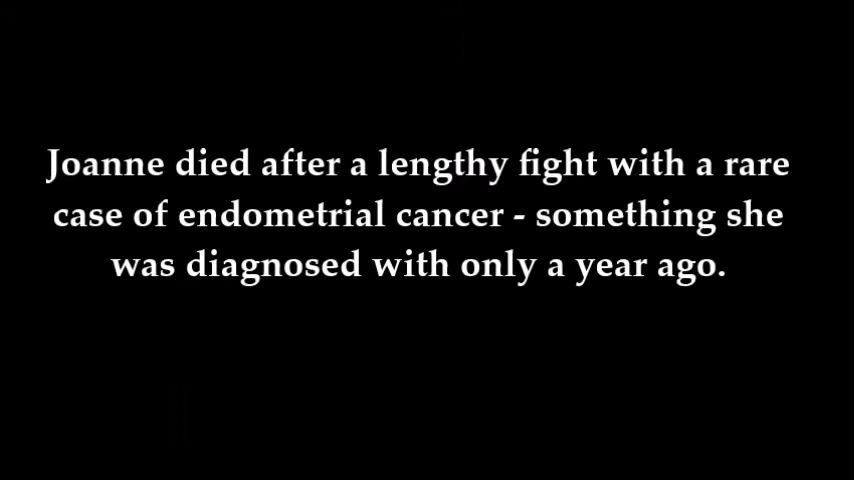 Joanne died after a lengthy fight with a rare
case of endometrial cancer - something she
was diagnosed with only a year ago.